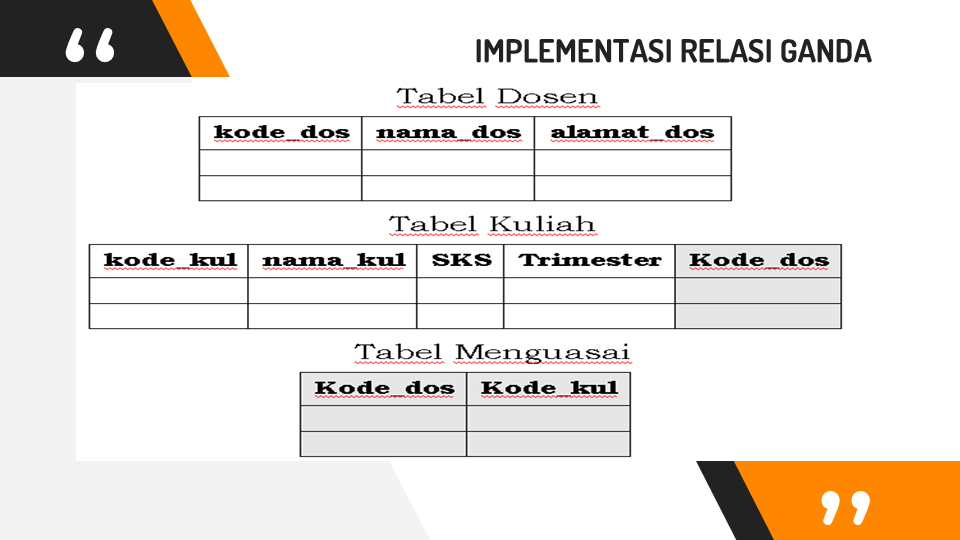 “
IMPLEMENTASI RELASI GANDA
Tabel Dosen
kode_dos nama_dos alamat_dos
Tabel Kuliah
kode_kul nama_kul SKS Trimester Kode_dos
Tabel Menguasai
Kode_dos Kode_kul
”